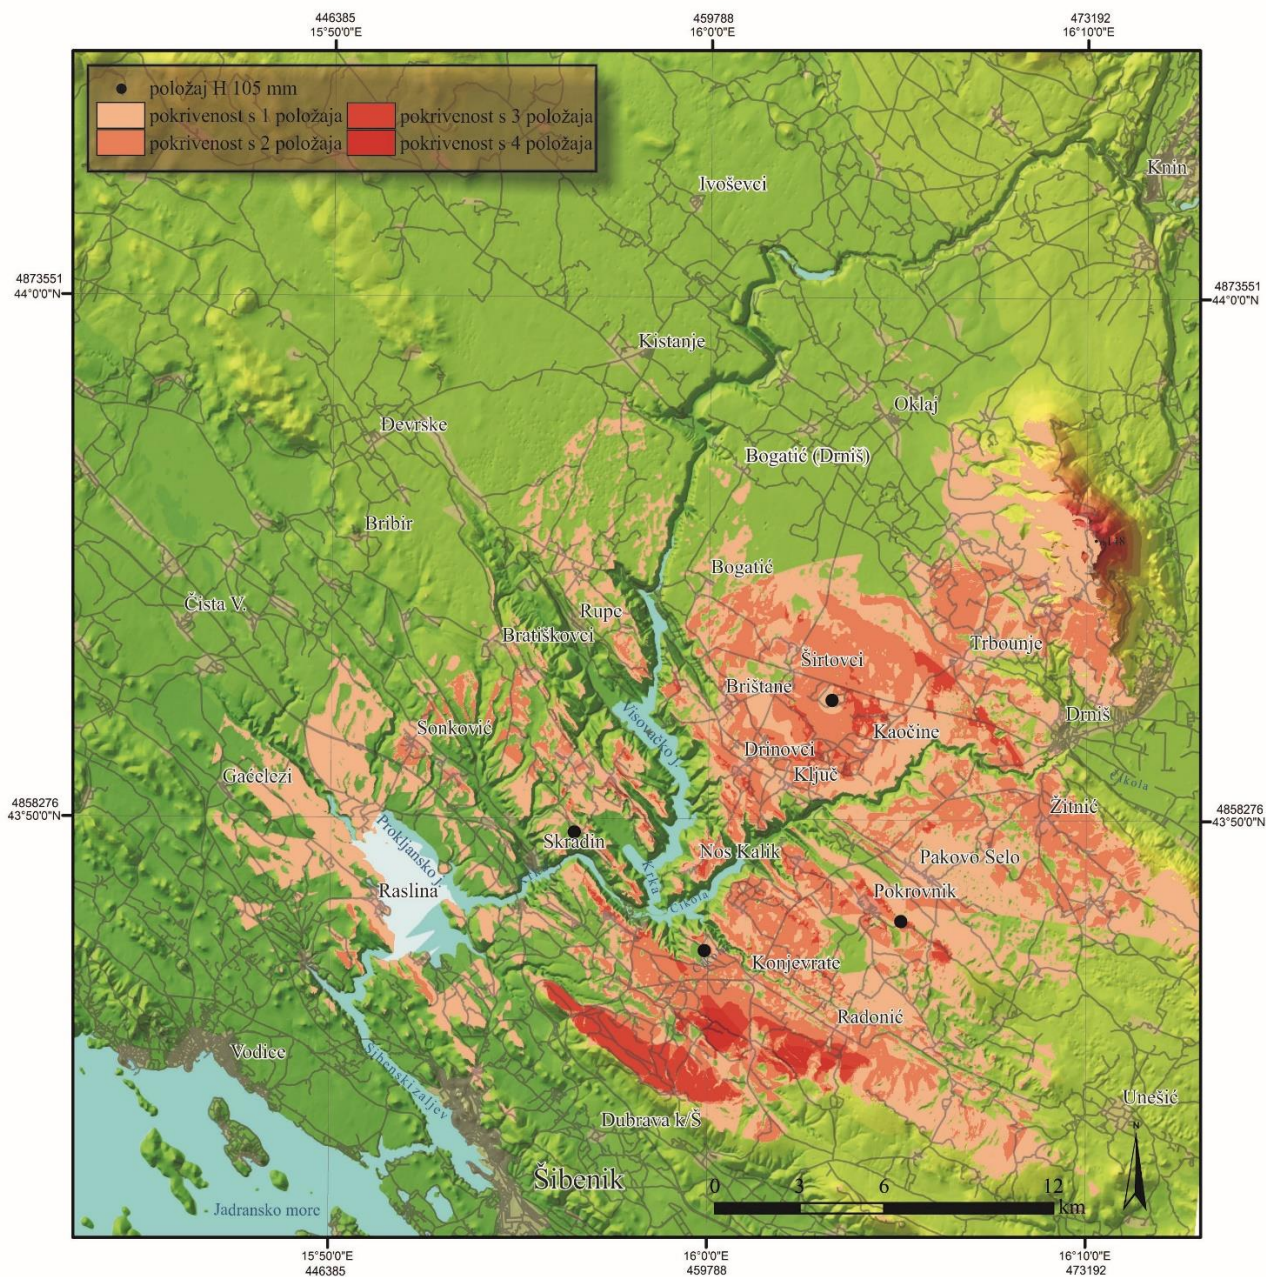 446385
15°50'0"E
459788
16°0'0"E
473192
16°10'0"E
položaj H 105 mm
pokrivenost s 1 položaja
pokrivenost s 3 položaja
pokrivenost s 2 položaja
pokrivenost s 4 položaja
Knin
Ivoševci
4873551
44°0'0"N
4873551
44°0'0"N
Kistanje
Oklaj
Đevrske
Bogatić (Drniš)
Bribir
Bogatić
Čista V.
Rupe
Bratiškovci
Trbounje
Širtovci
Brištane
Visovačko j.
Drniš
Sonković
Kaočine
Drinovci
Ključ
Gaćelezi
Čikola
Žitnić
4858276
43°50'0"N
4858276
43°50'0"N
Prokljansko j.
Skradin
Nos Kalik
Pakovo Selo
Krka
Raslina
Pokrovnik
Krka
Čikola
Konjevrate
Radonić
Vodice
Šibenski zaljev
Unešić
Dubrava k/Š
N
Šibenik
0
3
6
12
km
Jadransko more
15°50'0"E
446385
16°0'0"E
459788
16°10'0"E
473192